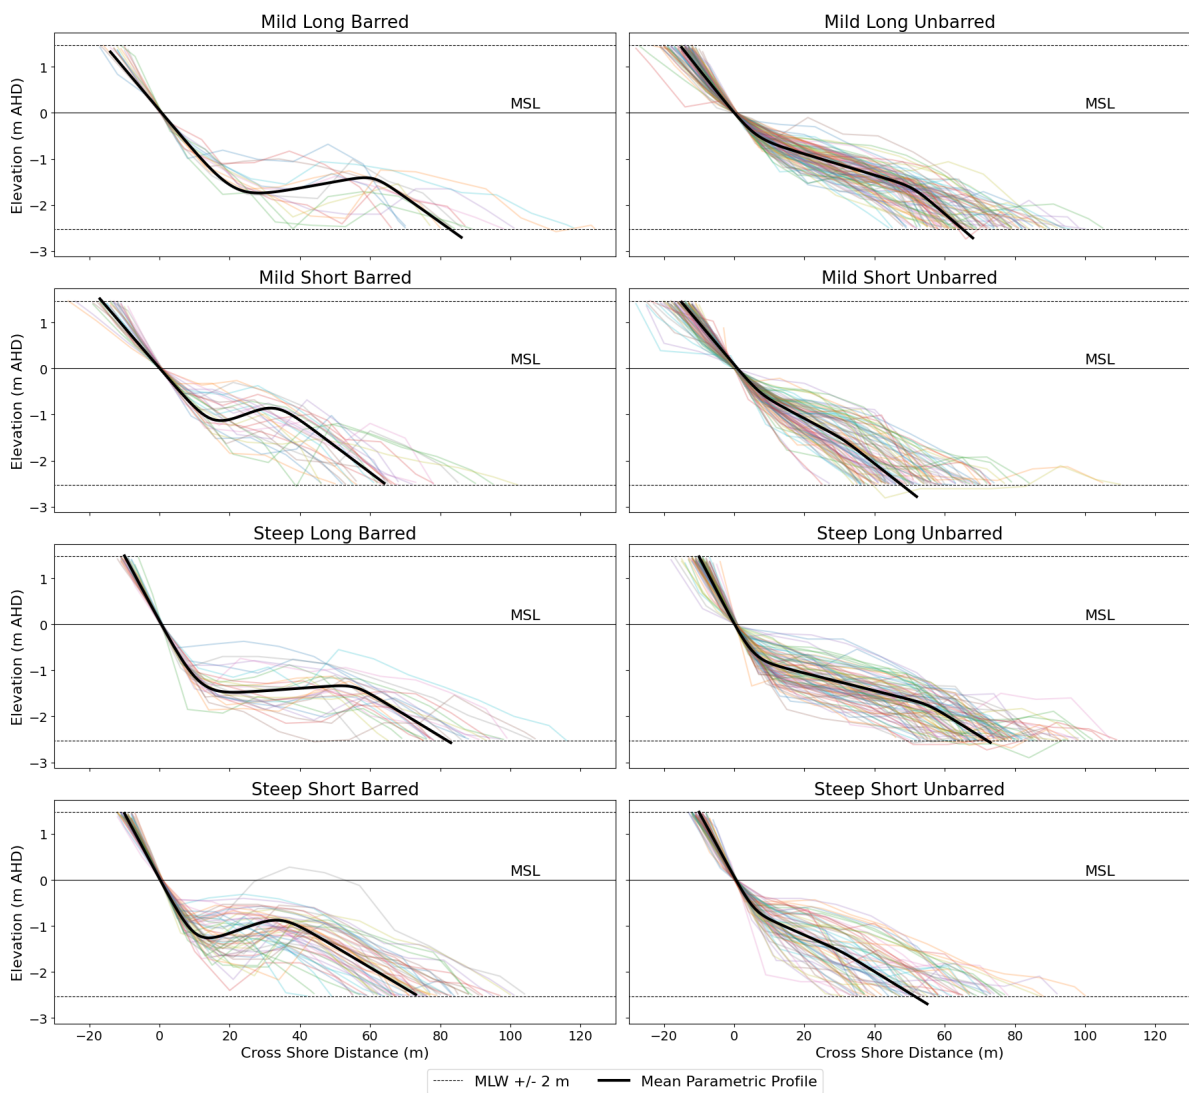 Mild Long Barred
Mild Long Unbarred
Elevation (m AHD)
1
0
−1
−2
−3
MSL
MSL
Mild Short Barred
Mild Short Unbarred
Elevation (m AHD)
1
0
−1
−2
−3
MSL
MSL
Steep Long Barred
Steep Long Unbarred
Elevation (m AHD)
1
0
−1
−2
−3
MSL
MSL
Steep Short Barred
Steep Short Unbarred
Elevation (m AHD)
1
0
−1
−2
−3
MSL
MSL
−20 0 20 40 60 80 100 120
−20 0 20 40 60 80 100 120
Cross Shore Distance (m)
Cross Shore Distance (m)
MLW +/- 2 m
Mean Parametric Profile